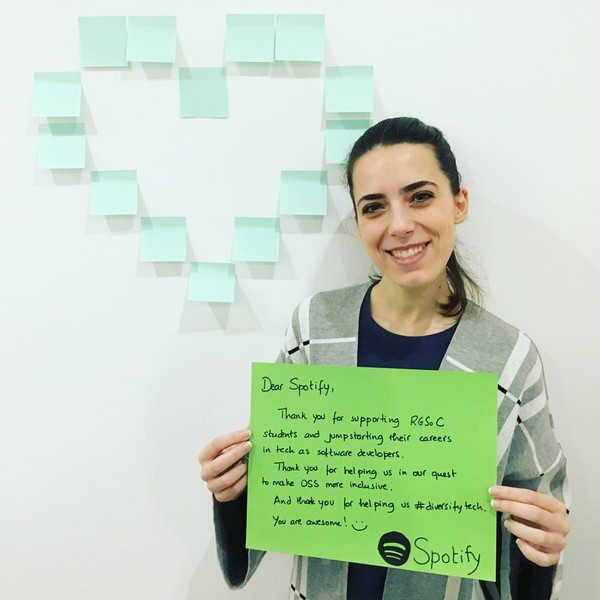 Dear Spotify,
Thank you for supporting RGSoC
students and jumpstarting their careers
in tech as software developers.
Thank you for helping us in our quest
to make OSS more inclusive.
And thank you for helping us #diversifytech.
You are awesome! :)
Spotify